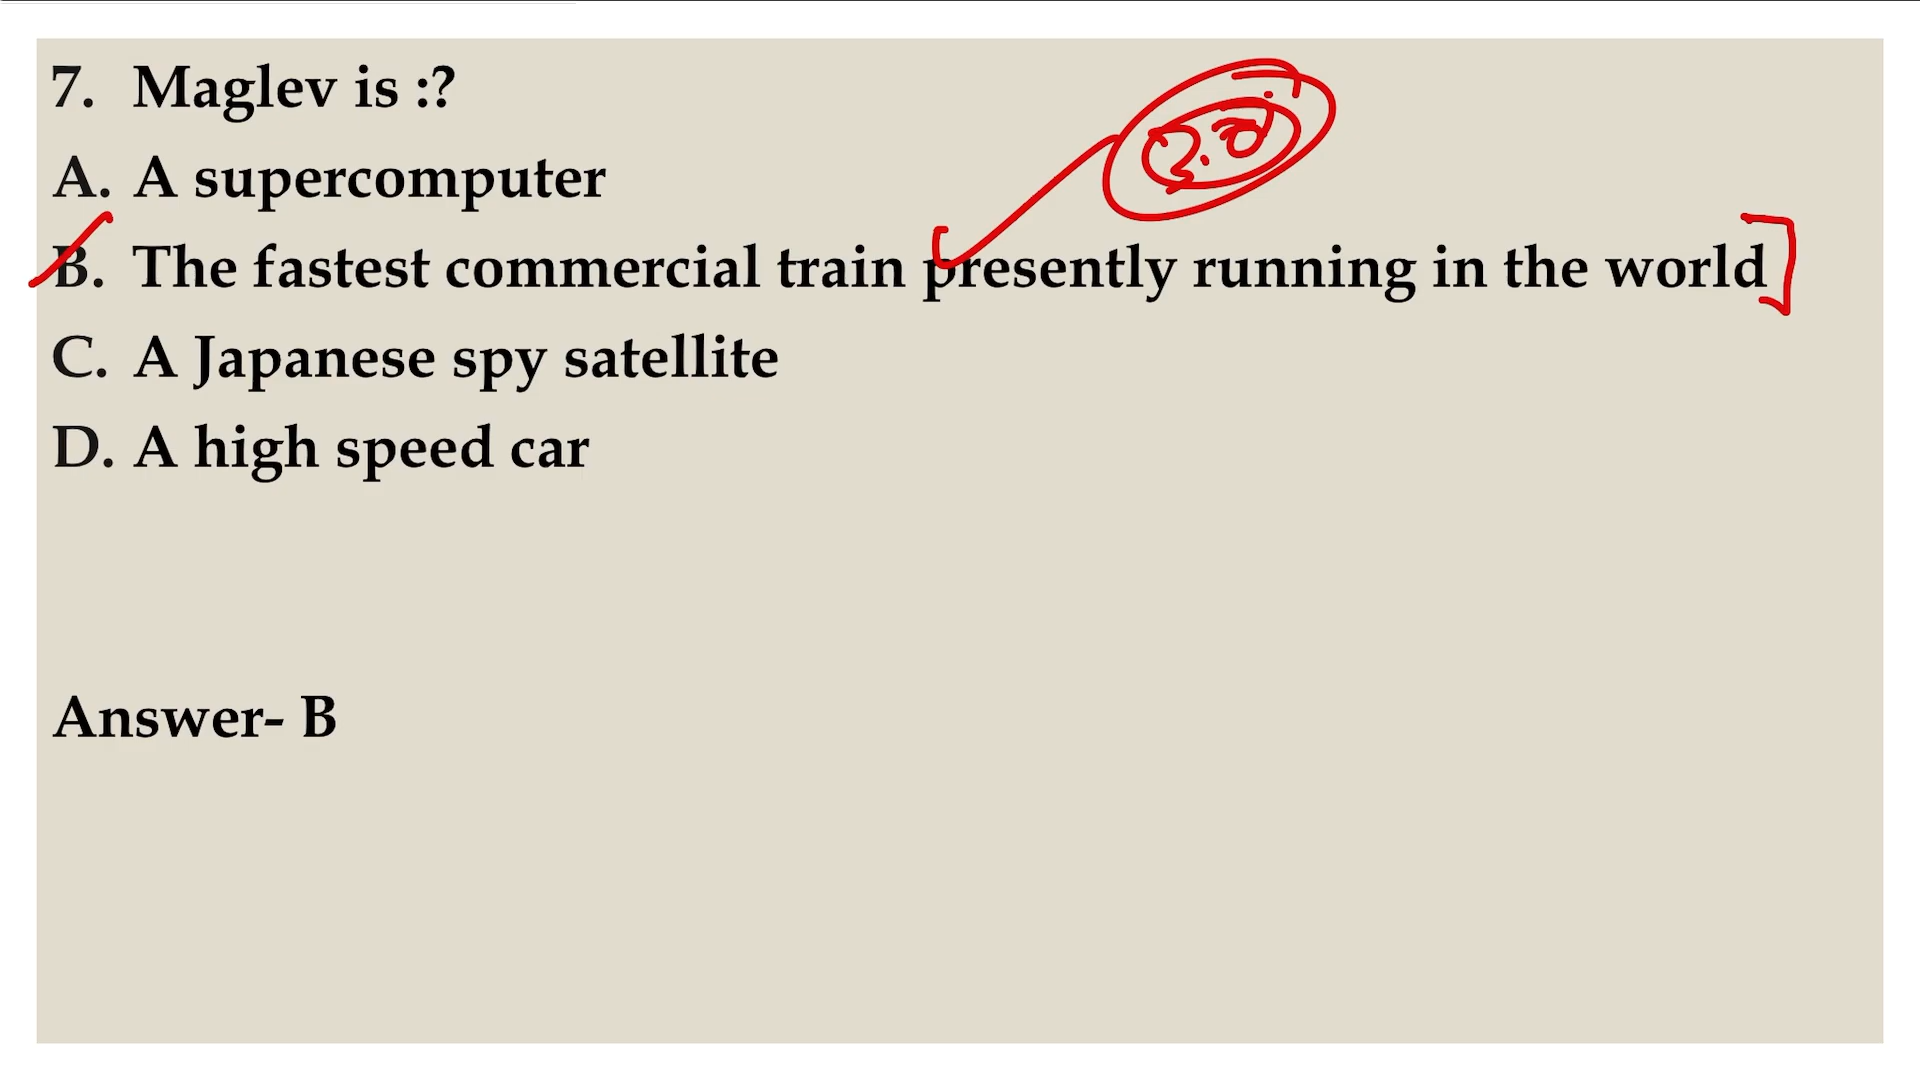 7. Maglev is :?
A. A supercomputer
B. The fastest commercial train presently running in the world
C. A Japanese spy satellite
D. A high speed car
Answer- B